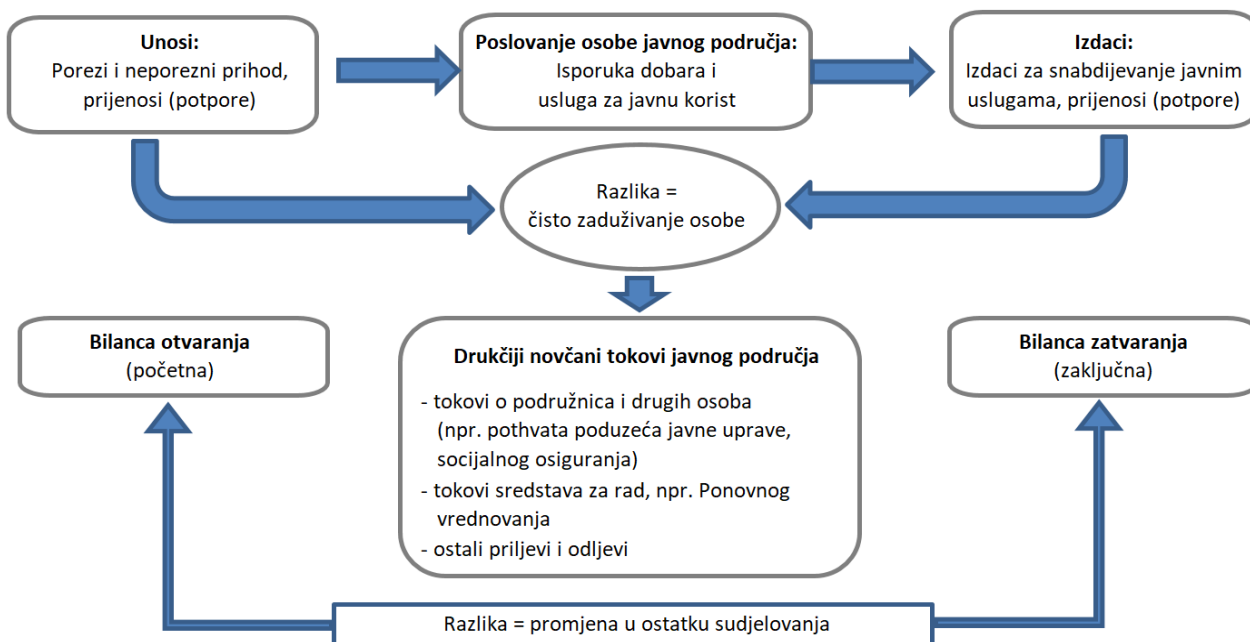 Unosi:
Porezi i neporezni prihod,
prijenosi (potpore)
Poslovanje osobe javnog područja:
Isporuka dobara i
usluga za javnu korist
Izdaci:
Izdaci za snabdijevanje javnim
uslugama, prijenosi (potpore)
Razlika =
čisto zaduživanje osobe
Bilanca otvaranja
(početna)
Drukčiji novčani tokovi javnog područja
- tokovi o podružnica i drugih osoba
(npr. pothvata poduzeća javne uprave,
socijalnog osiguranja)
- tokovi sredstava za rad, npr. Ponovnog
vrednovanja
- ostali priljevi i odljevi
Bilanca zatvaranja
(zaključna)
Razlika = promjena u ostatku sudjelovanja